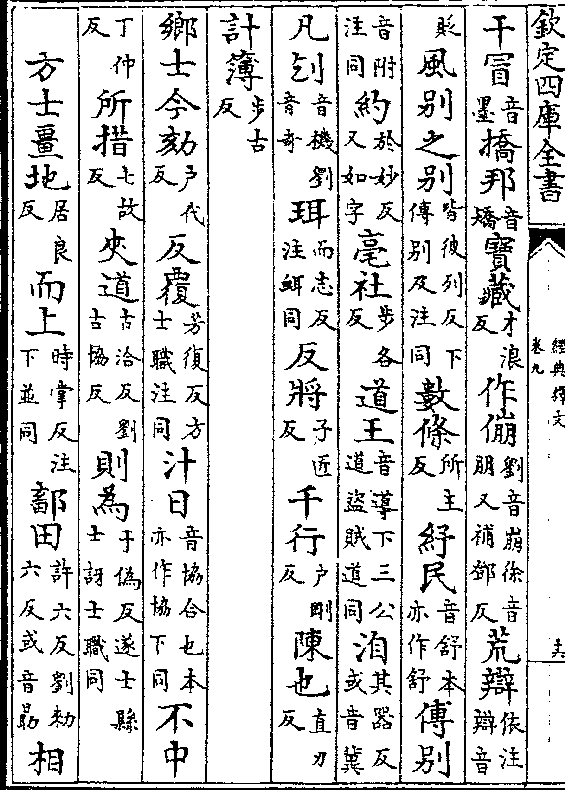 欽定四庫全書
經典釋文
卷九
干冒音墨撟邦音矯寶藏才浪反作傰劉音崩徐音朋又補鄧反荒辯依注辯音
貶風别之别皆彼列反下傅别及注同數條所主反紓民音舒本亦作舒傅别
音附注同約於妙反又如字亳社步各反道王音導下三公道盜賊道同洎其器反或音冀
凡刉音機劉音奇珥而志反注衈同反將子匠反千行戶剛反陳也直刃反
計簿步古反
鄉士今劾戶代反反覆芳復反方士職注同汁日音協合也本亦作協下同不中
丁仲反所措七故反夾道古洽反劉古協反則為于偽反遂士縣士訝士職同
方士畺地居良反而上時掌反注下並同鄐田許六反劉勑六反或音勗相